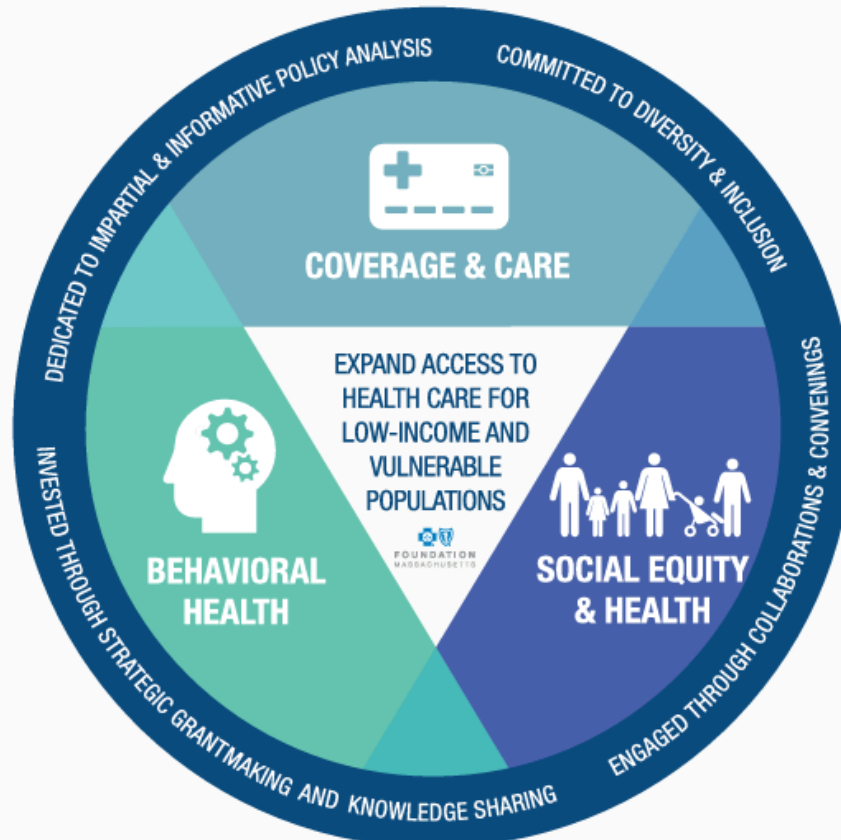 DEDICATED TO IMPARTIAL & INFORMATIVE POLICY ANALYSIS
COMMITTED TO DIVERSITY & INCLUSION
COVERAGE & CARE
EXPAND ACCESS TO
HEALTH CARE FOR
LOW-INCOME AND
VULNERABLE
POPULATIONS
FOUNDATION
MASSACHUSETTS
BEHAVIORAL
HEALTH
SOCIAL EQUITY
& HEALTH
INVESTED THROUGH STRATEGIC GRANTMAKING AND KNOWLEDGE SHARING
ENGAGED THROUGH COLLABORATIONS & CONVENINGS